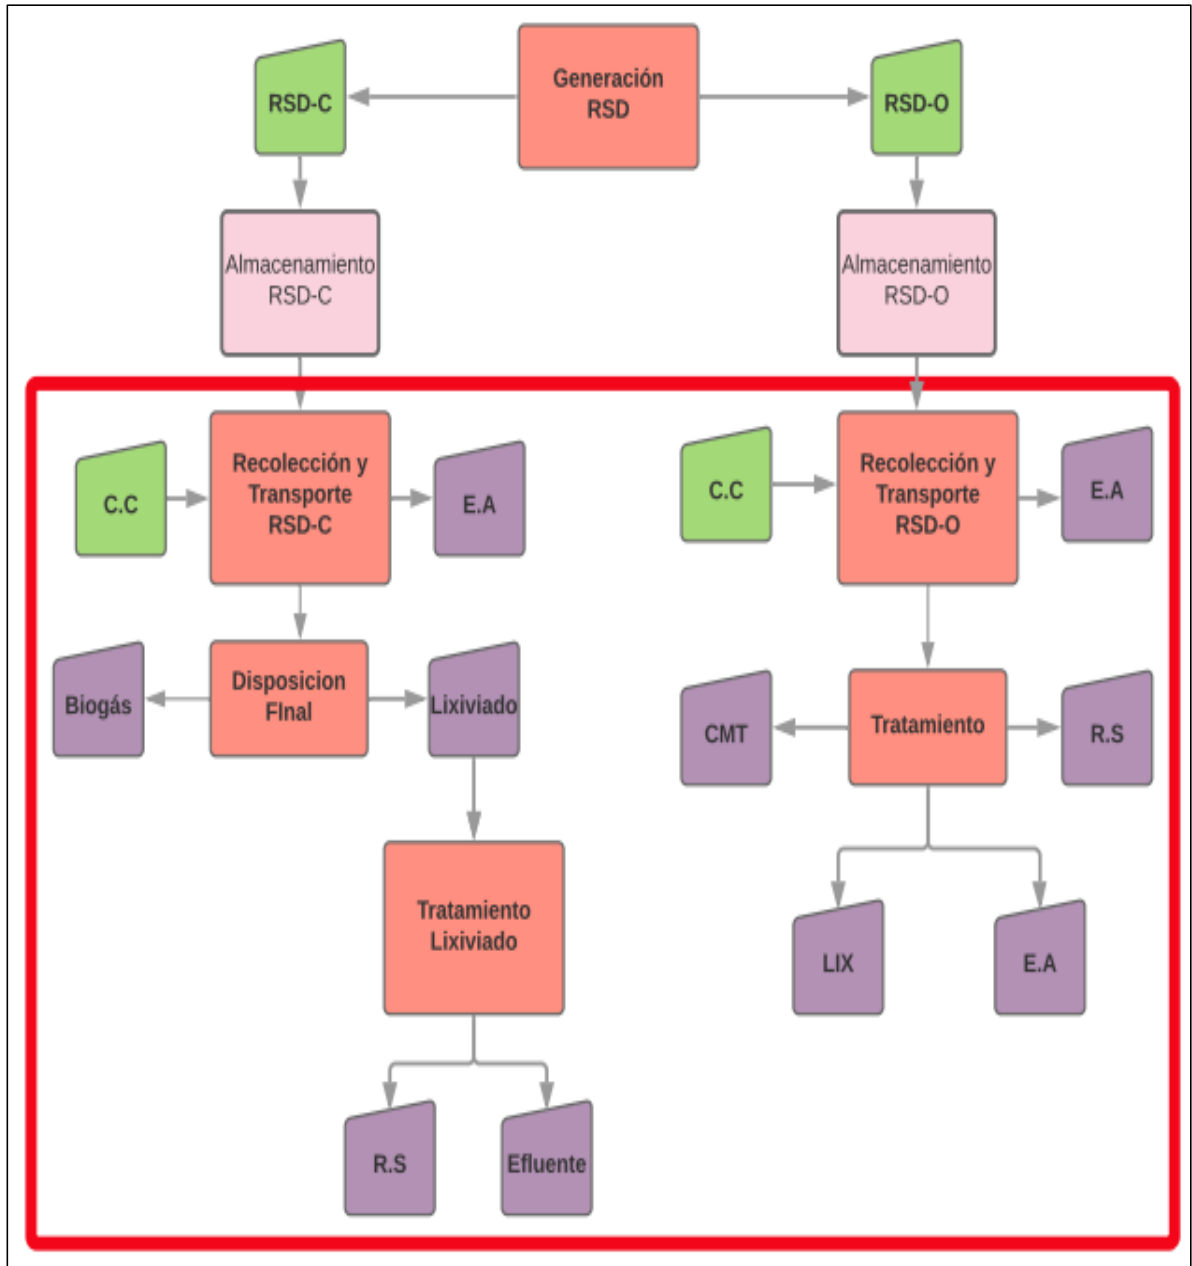 RSD-C
Generación
RSD
RSD-O
Almacenamiento
RSD-C
Almacenamiento
RSD-O
C.C
Recolección y
Transporte
RSD-C
E.A
C.C
Recolección y
Transporte
RSD-O
E.A
Biogás
Disposicion
FInal
Lixiviado
CMT
Tratamiento
R.S
Tratamiento
Lixiviado
LIX
E.A
R.S
Efluente